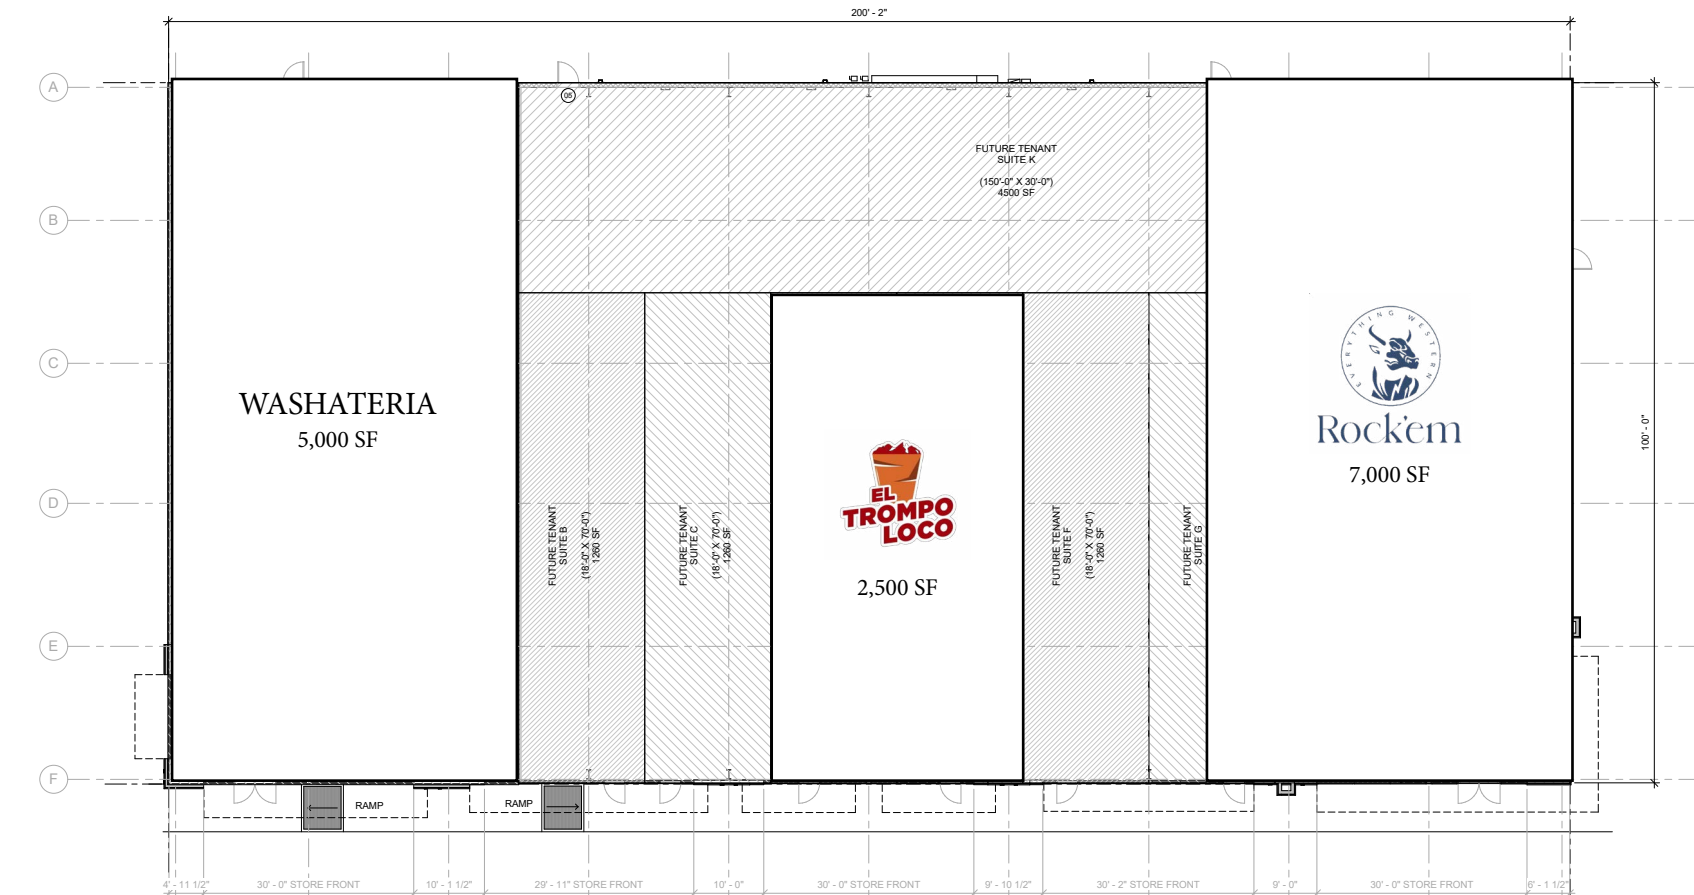 200' - 2"
A
05
FUTURE TENANT
SUITE K
(150'-0" X 30'-0")
4500 SF
B
C
EVERYTHING WESTERN
Rock'em
7,000 SF
WASHATERIA
5,000 SF
100' - 0"
D
EL
TROMPO
LOCO
2,500 SF
FUTURE TENANT
SUITE B
(18'-0" X 70'-0")
1260 SF
FUTURE TENANT
SUITE C
(18'-0" X 70'-0")
1260 SF
FUTURE TENANT
SUITE F
(18'-0" X 70'-0")
1260 SF
FUTURE TENANT
SUITE G
E
F
RAMP
RAMP
4' - 11 1/2"
30' - 0" STORE FRONT
10' - 1 1/2"
29' - 11" STORE FRONT
10' - 0"
30' - 0" STORE FRONT
9' - 10 1/2"
30' - 2" STORE FRONT
9' - 0"
30' - 0" STORE FRONT
6' - 1 1/2"